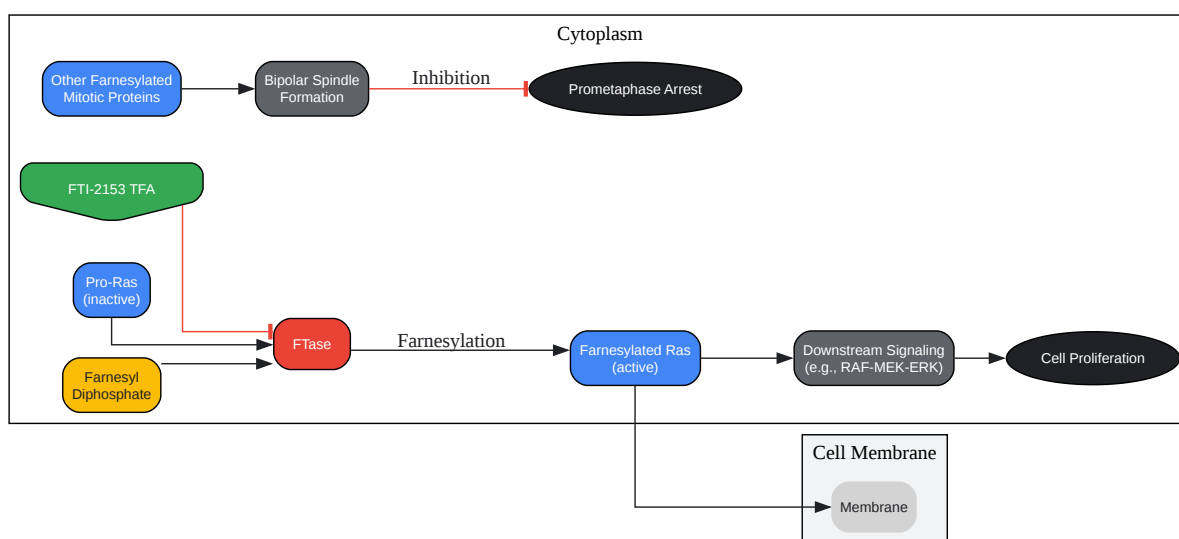 Cytoplasm
Other Farnesylated
Mitotic Proteins
Bipolar Spindle
Formation
Inhibition
Prometaphase Arrest
FTI-2153 TFA
Pro-Ras
(inactive)
Farnesyl
Diphosphate
FTase
Farnesylation
Farnesylated Ras
(active)
Downstream Signaling
(e.g., RAF-MEK-ERK)
Cell Proliferation
Cell Membrane
Membrane